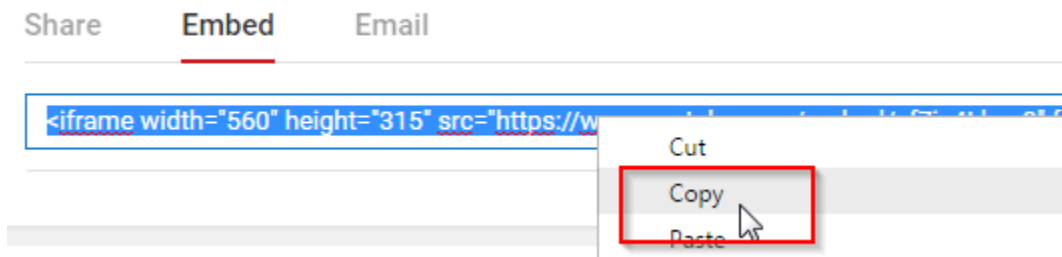 Share Embed Email
<iframe width="560" height="315" src="https://w
Cut
Copy
Paste